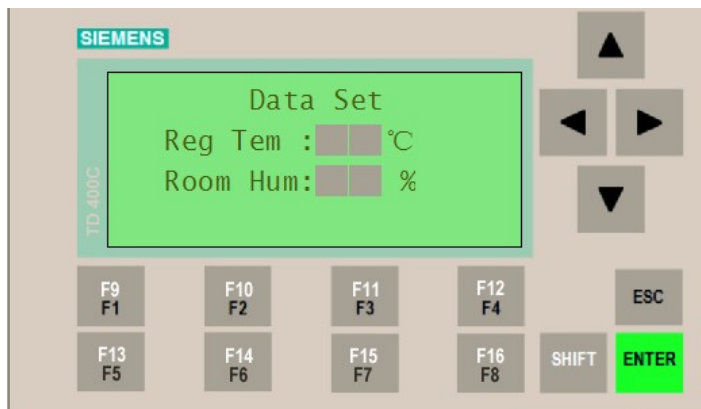 SIEMENS
TD 400C
Data Set
Reg Tem : ℃
Room Hum: %
F9 F10 F11 F12
F1 F2 F3 F4 ESC
F13 F14 F15 F16 SHIFT ENTER
F5 F6 F7 F8